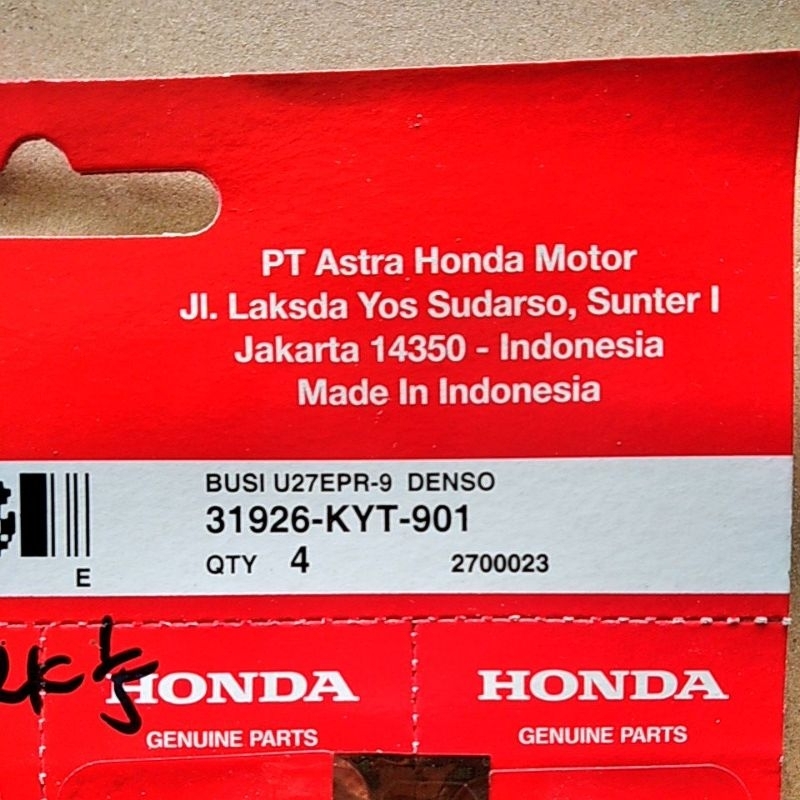 PT Astra Honda Motor
Jl. Laksda Yos Sudarso, Sunter I
Jakarta 14350 - Indonesia
Made In Indonesia
BUSI U27EPR-9 DENSO
31926-KYT-901
QTY 4 2700023
E
HONDA HONDA
GENUINE PARTS GENUINE PARTS